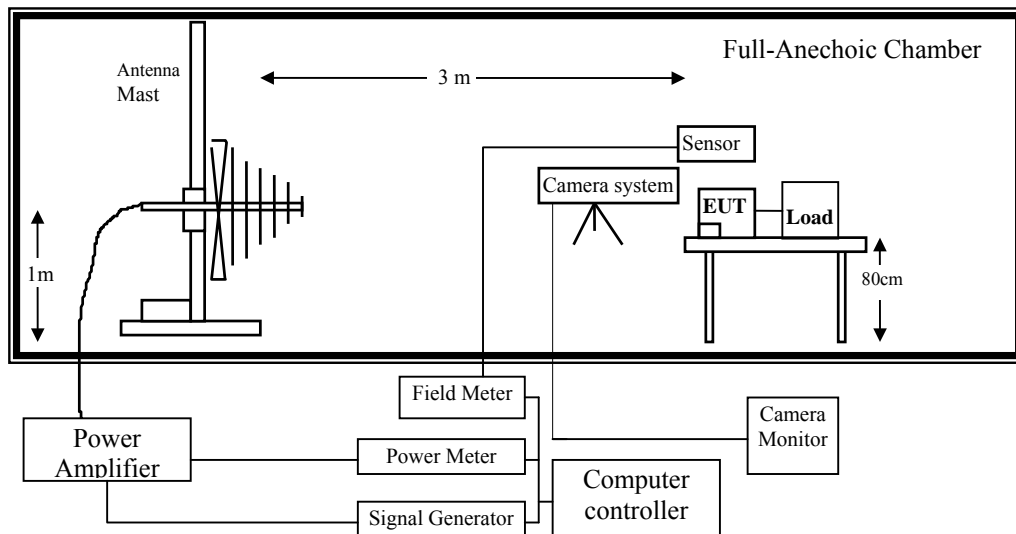 Full-Anechoic Chamber
Antenna
Mast
3 m
Sensor
Camera system
EUT
Load
1m
80cm
Field Meter
Camera
Monitor
Power
Amplifier
Power Meter
Computer
controller
Signal Generator